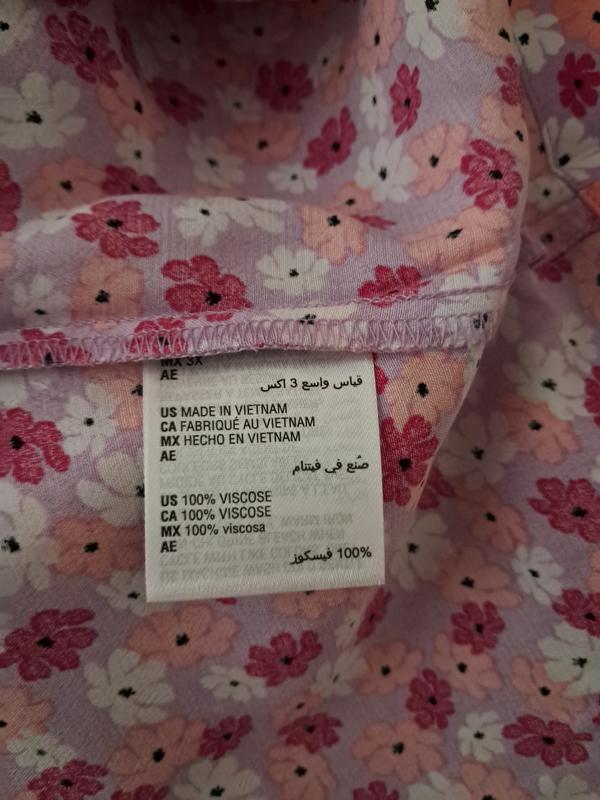 MX 3X
AE
قياس واسع 3 اكس
US MADE IN VIETNAM
CA FABRIQUÉ AU VIETNAM
MX HECHO EN VIETNAM
AE
صُنع في فيتنام
US 100% VISCOSE
CA 100% VISCOSE
MX 100% viscosa
AE
100% فيسكوز